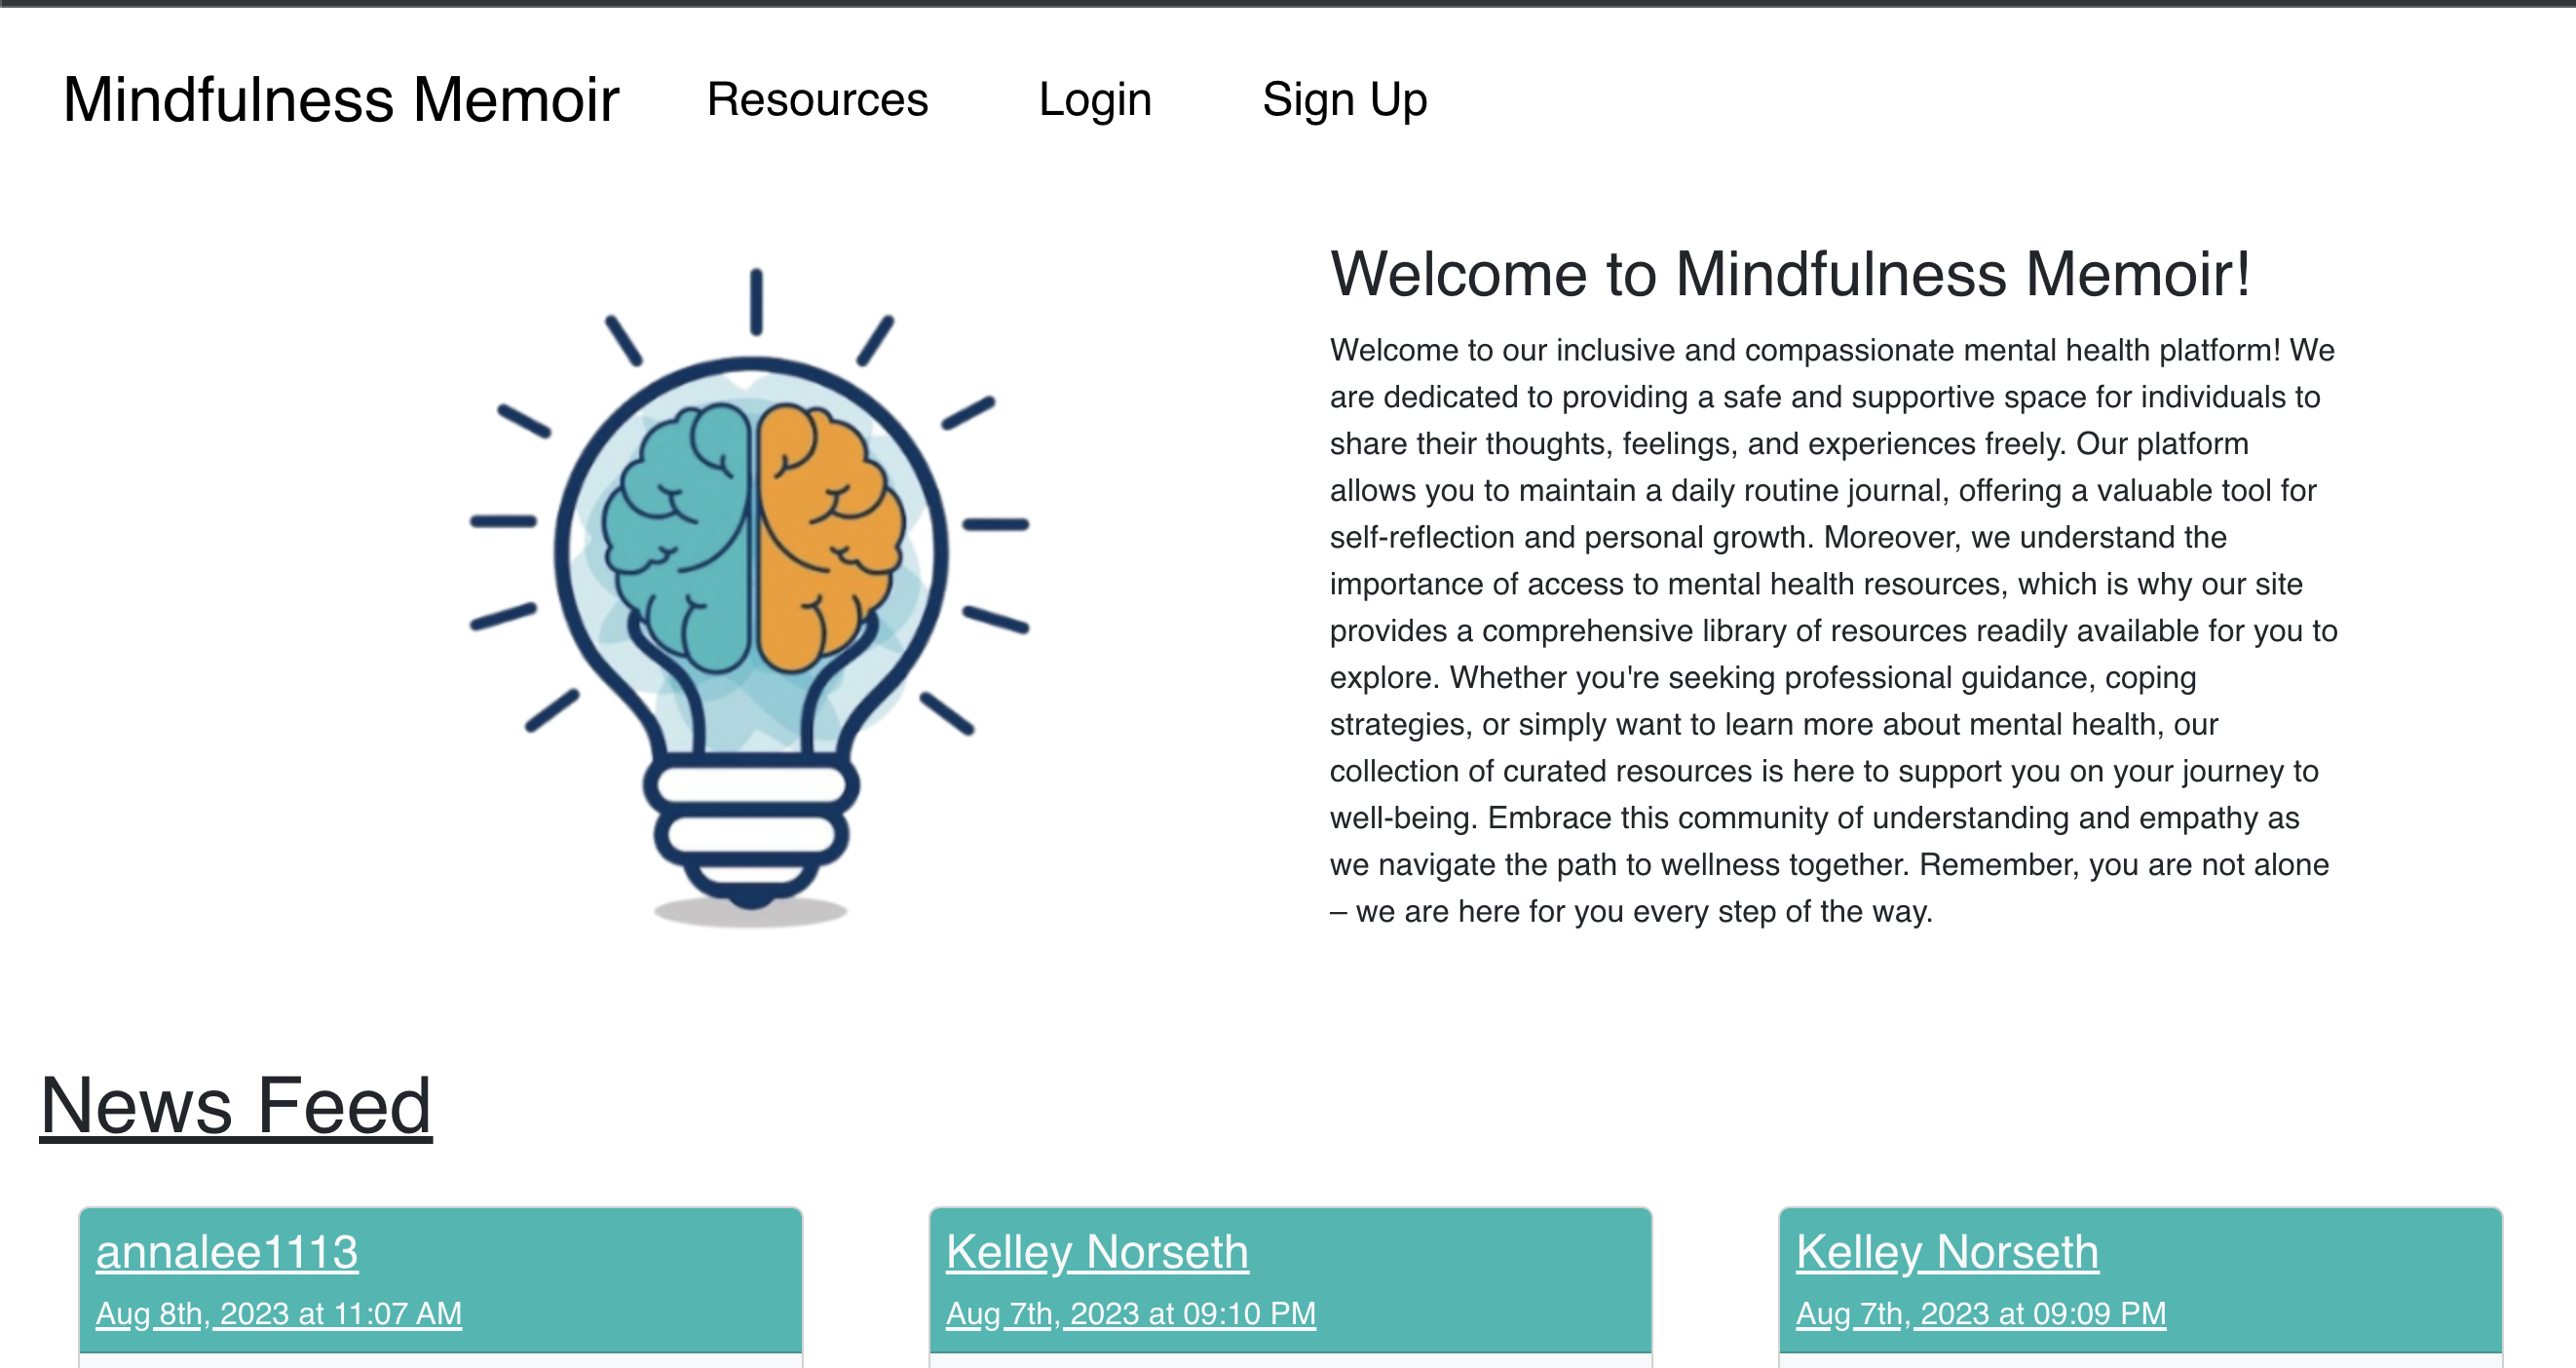 Mindfulness Memoir Resources Login Sign Up
Welcome to Mindfulness Memoir!
Welcome to our inclusive and compassionate mental health platform! We
are dedicated to providing a safe and supportive space for individuals to
share their thoughts, feelings, and experiences freely. Our platform
allows you to maintain a daily routine journal, offering a valuable tool for
self-reflection and personal growth. Moreover, we understand the
importance of access to mental health resources, which is why our site
provides a comprehensive library of resources readily available for you to
explore. Whether you're seeking professional guidance, coping
strategies, or simply want to learn more about mental health, our
collection of curated resources is here to support you on your journey to
well-being. Embrace this community of understanding and empathy as
we navigate the path to wellness together. Remember, you are not alone
– we are here for you every step of the way.
News Feed
annalee1113
Aug 8th, 2023 at 11:07 AM
Kelley Norseth
Aug 7th, 2023 at 09:10 PM
Kelley Norseth
Aug 7th, 2023 at 09:09 PM